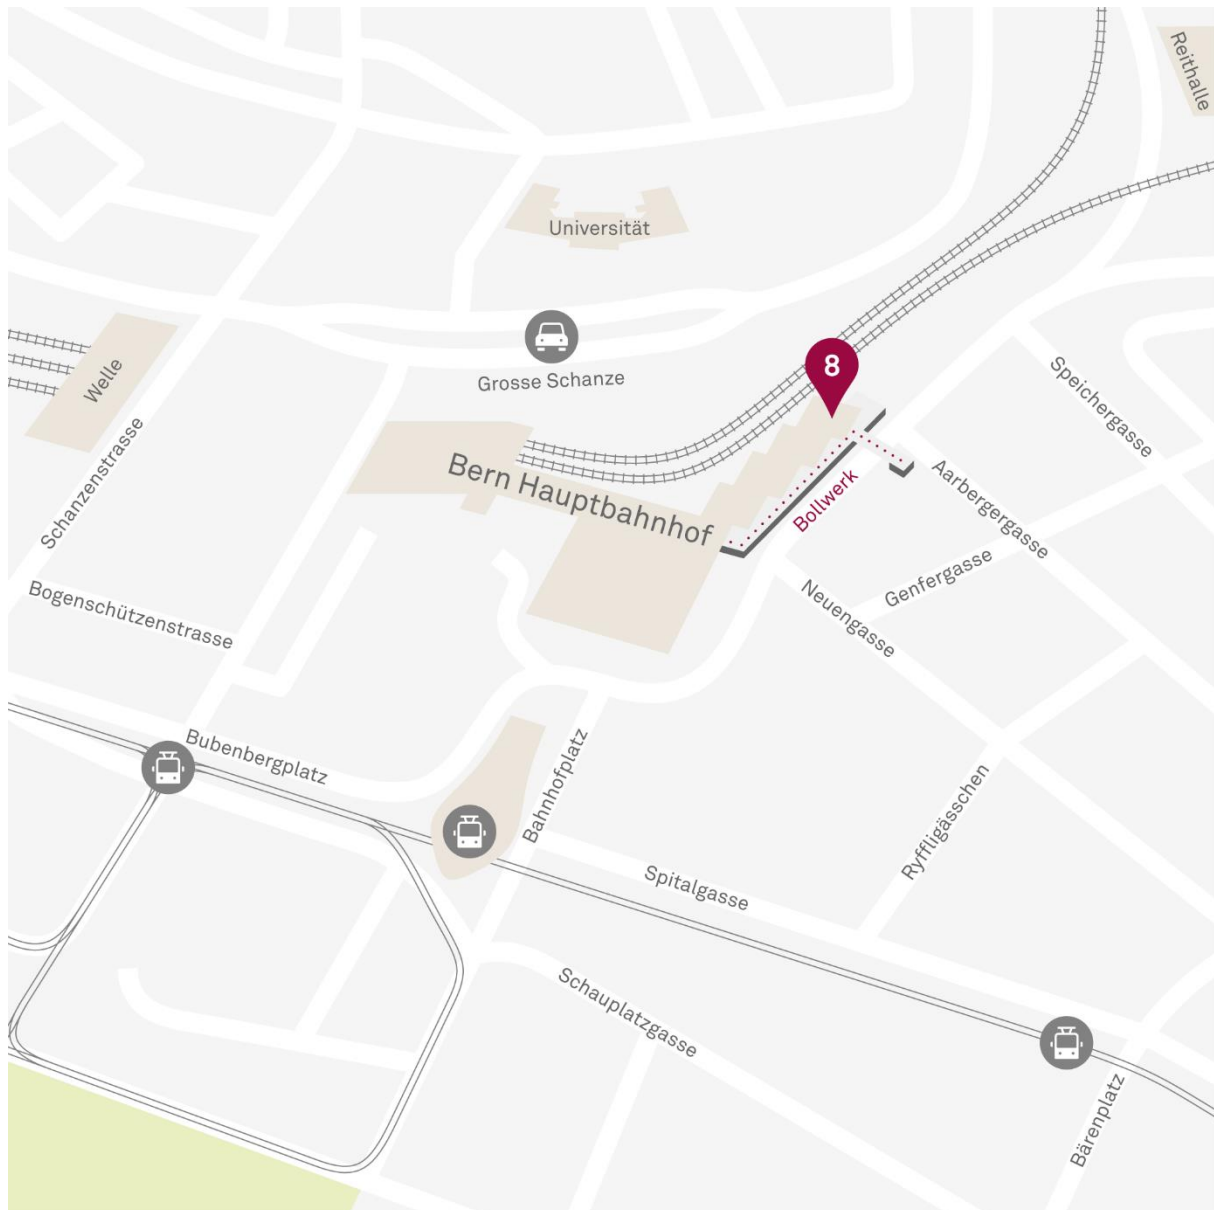 Reithalle
Universität
Grosse Schanze
8
Welle
Speichergasse
Schanzenstrasse
Bern Hauptbahnhof
Bollwerk
Aarbergergasse
Genfergasse
Neuengasse
Bogenschützenstrasse
Bubenbergplatz
Bahnhofplatz
Ryffligässchen
Spitalgasse
Schauplatzgasse
Bärenplatz